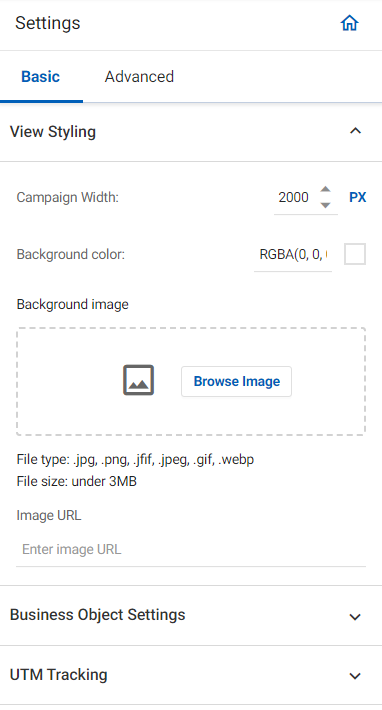 Settings
Basic Advanced
View Styling
Campaign Width: 2000 PX
Background color: RGBA(0, 0,
Background image
Browse Image
File type: .jpg, .png, .jfif, .jpeg, .gif, .webp
File size: under 3MB
Image URL
Enter image URL
Business Object Settings
UTM Tracking